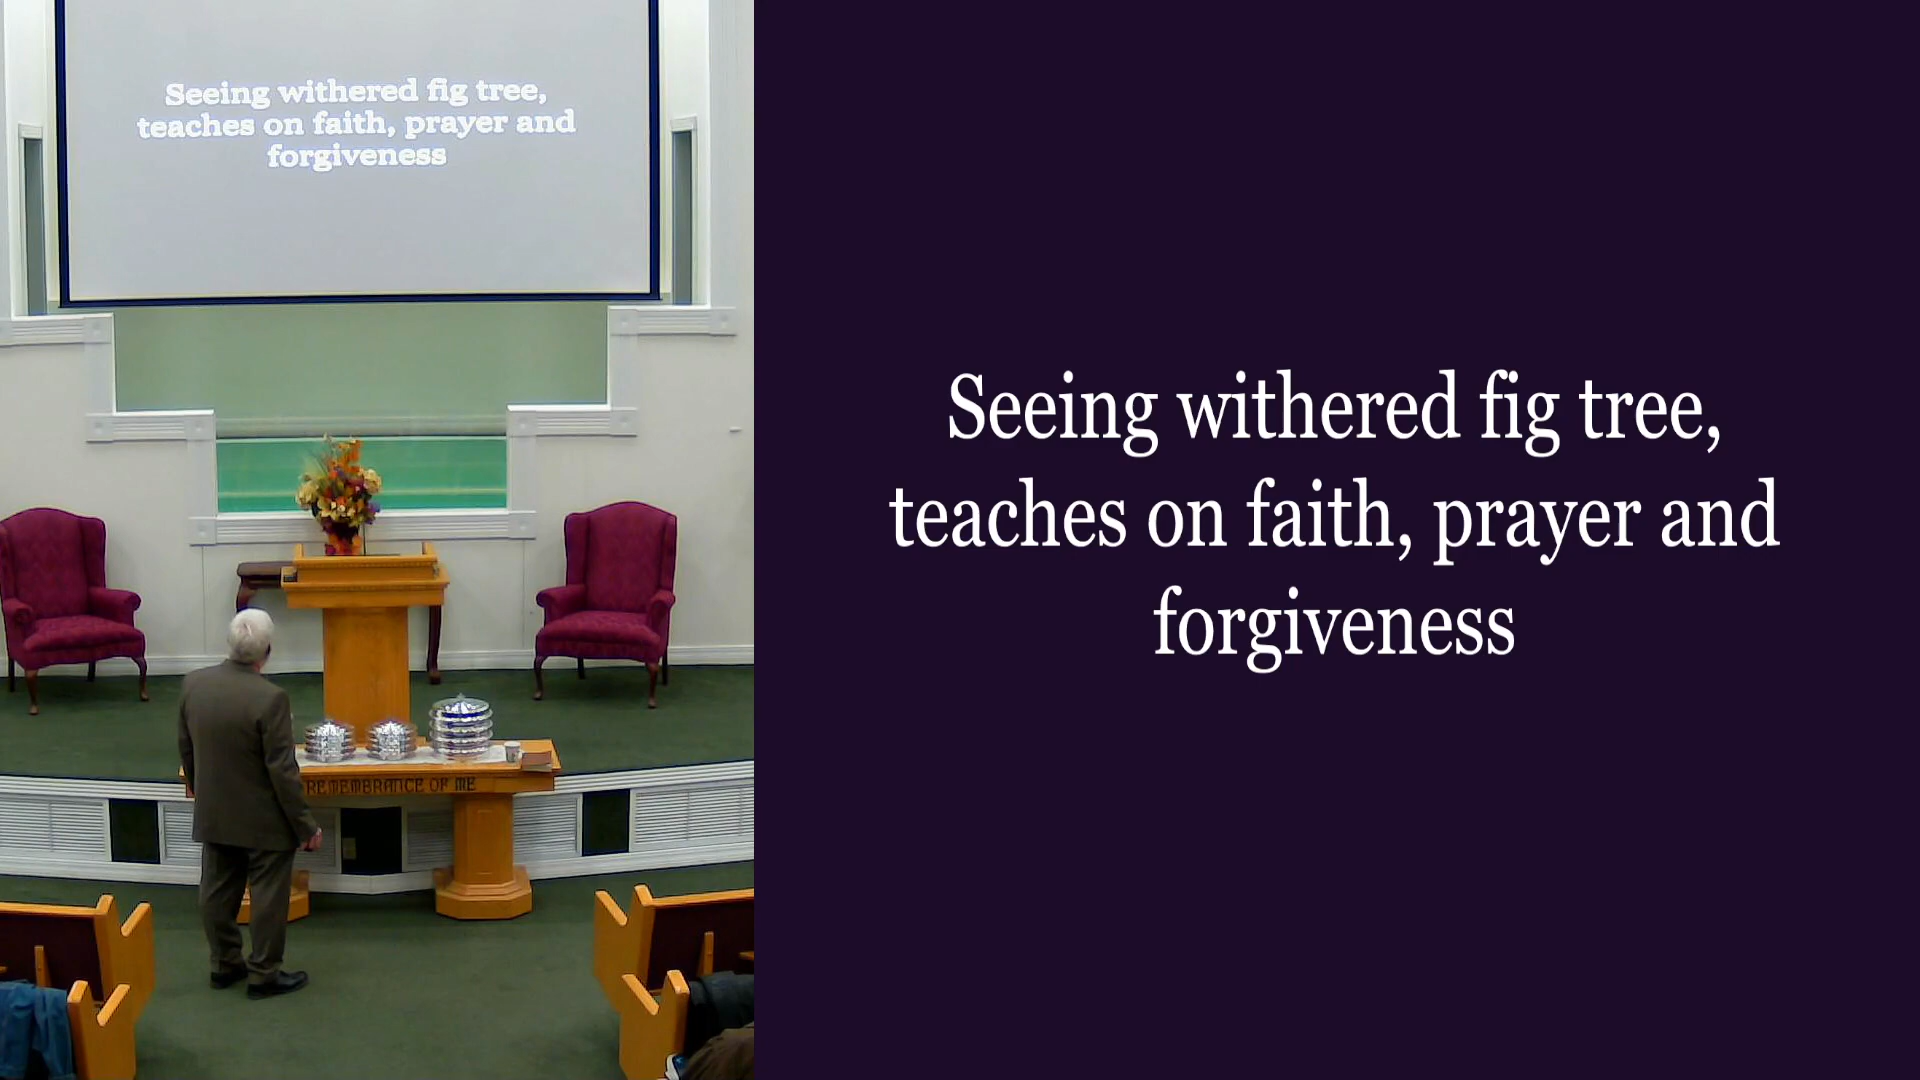 Seeing withered fig tree,
teaches on faith, prayer and
forgiveness
REMEMBRANCE OF ME
Seeing withered fig tree,
teaches on faith, prayer and
forgiveness